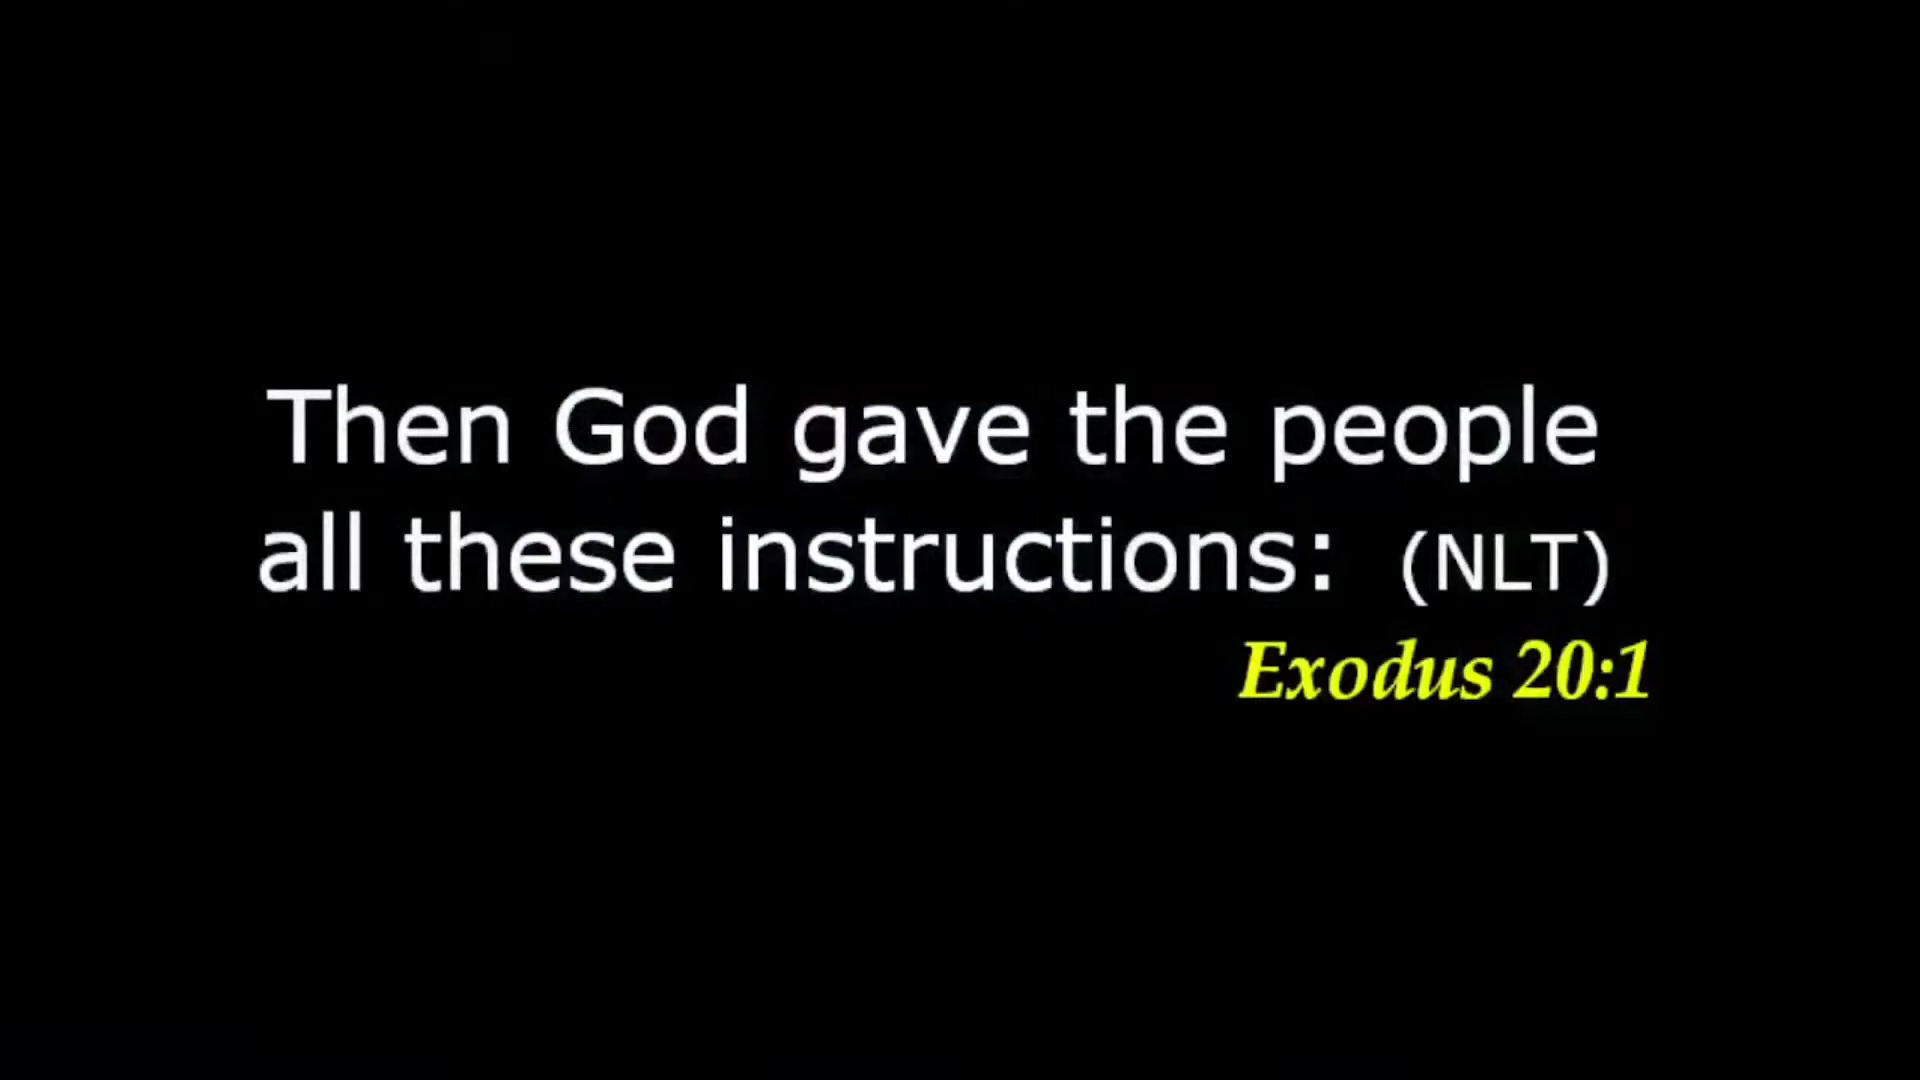 Then God gave the people
all these instructions: (NLT)
Exodus 20:1